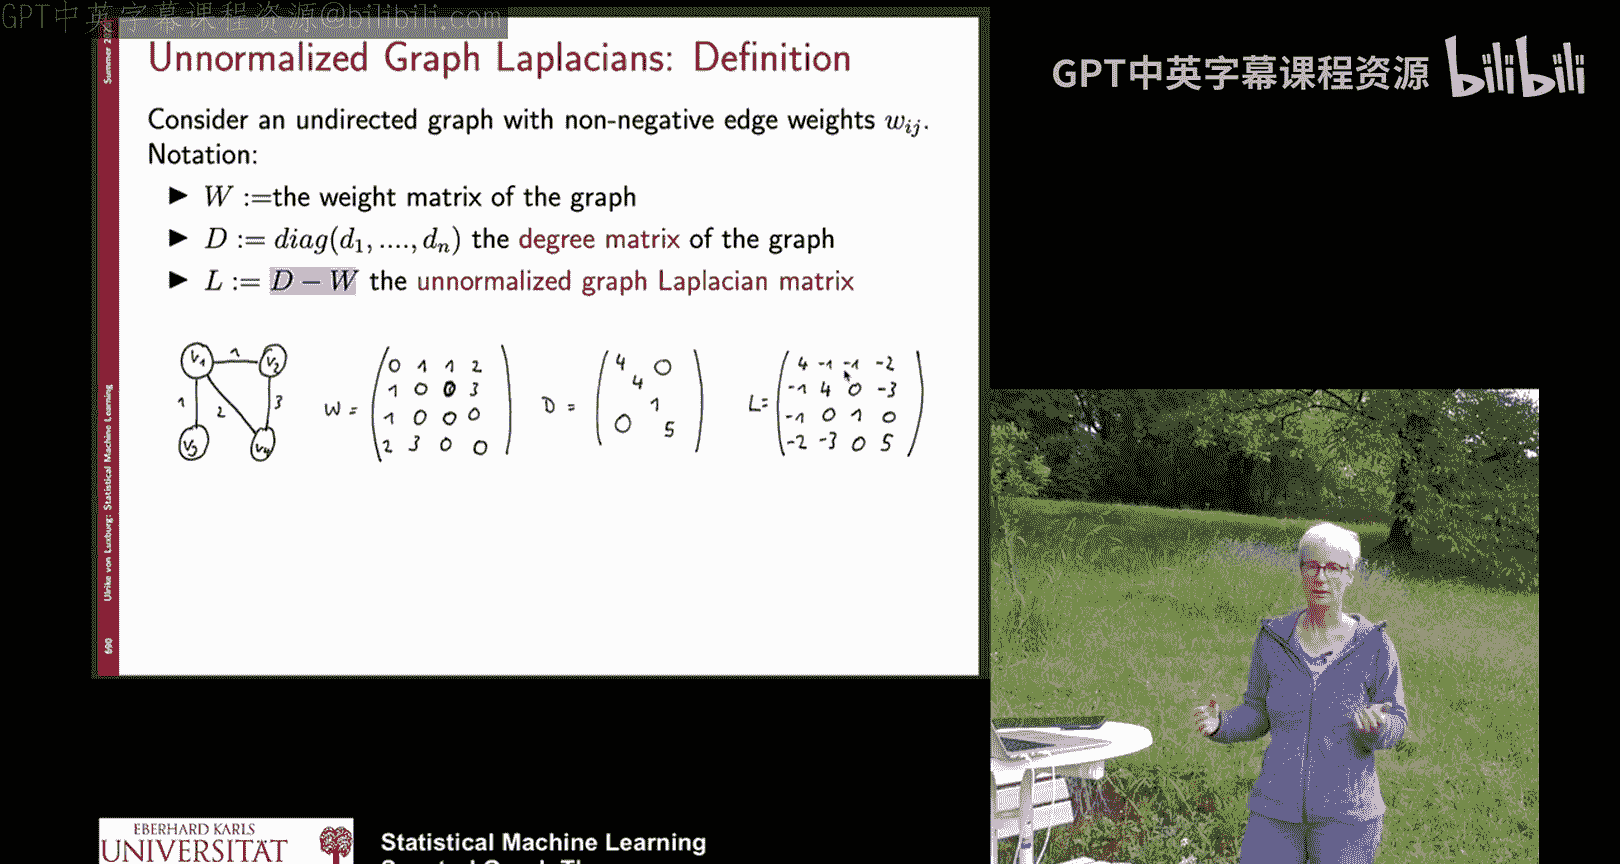 GPT中英字幕课程资源@bilibili.com
GPT中英字幕课程资源 bilibili
Unnormalized Graph Laplacians: Definition
Consider an undirected graph with non-negative edge weights w_{ij}.
Notation:
▶ W :=the weight matrix of the graph
▶ D := diag(d_1, ...., d_n) the degree matrix of the graph
▶ L := D − W the unnormalized graph Laplacian matrix
v1 1 v2
1 2 3
v3 v4
W =
0 1 1 2
1 0 0 3
1 0 0 0
2 3 0 0
D =
4 0
4
1
0 5
L=
4 -1 -1 -2
-1 4 0 -3
-1 0 1 0
-2 -3 0 5
Ulrike von Luxburg: Statistical Machine Learning
690
Summer
EBERHARD KARLS
UNIVERSITÄT
Statistical Machine Learning